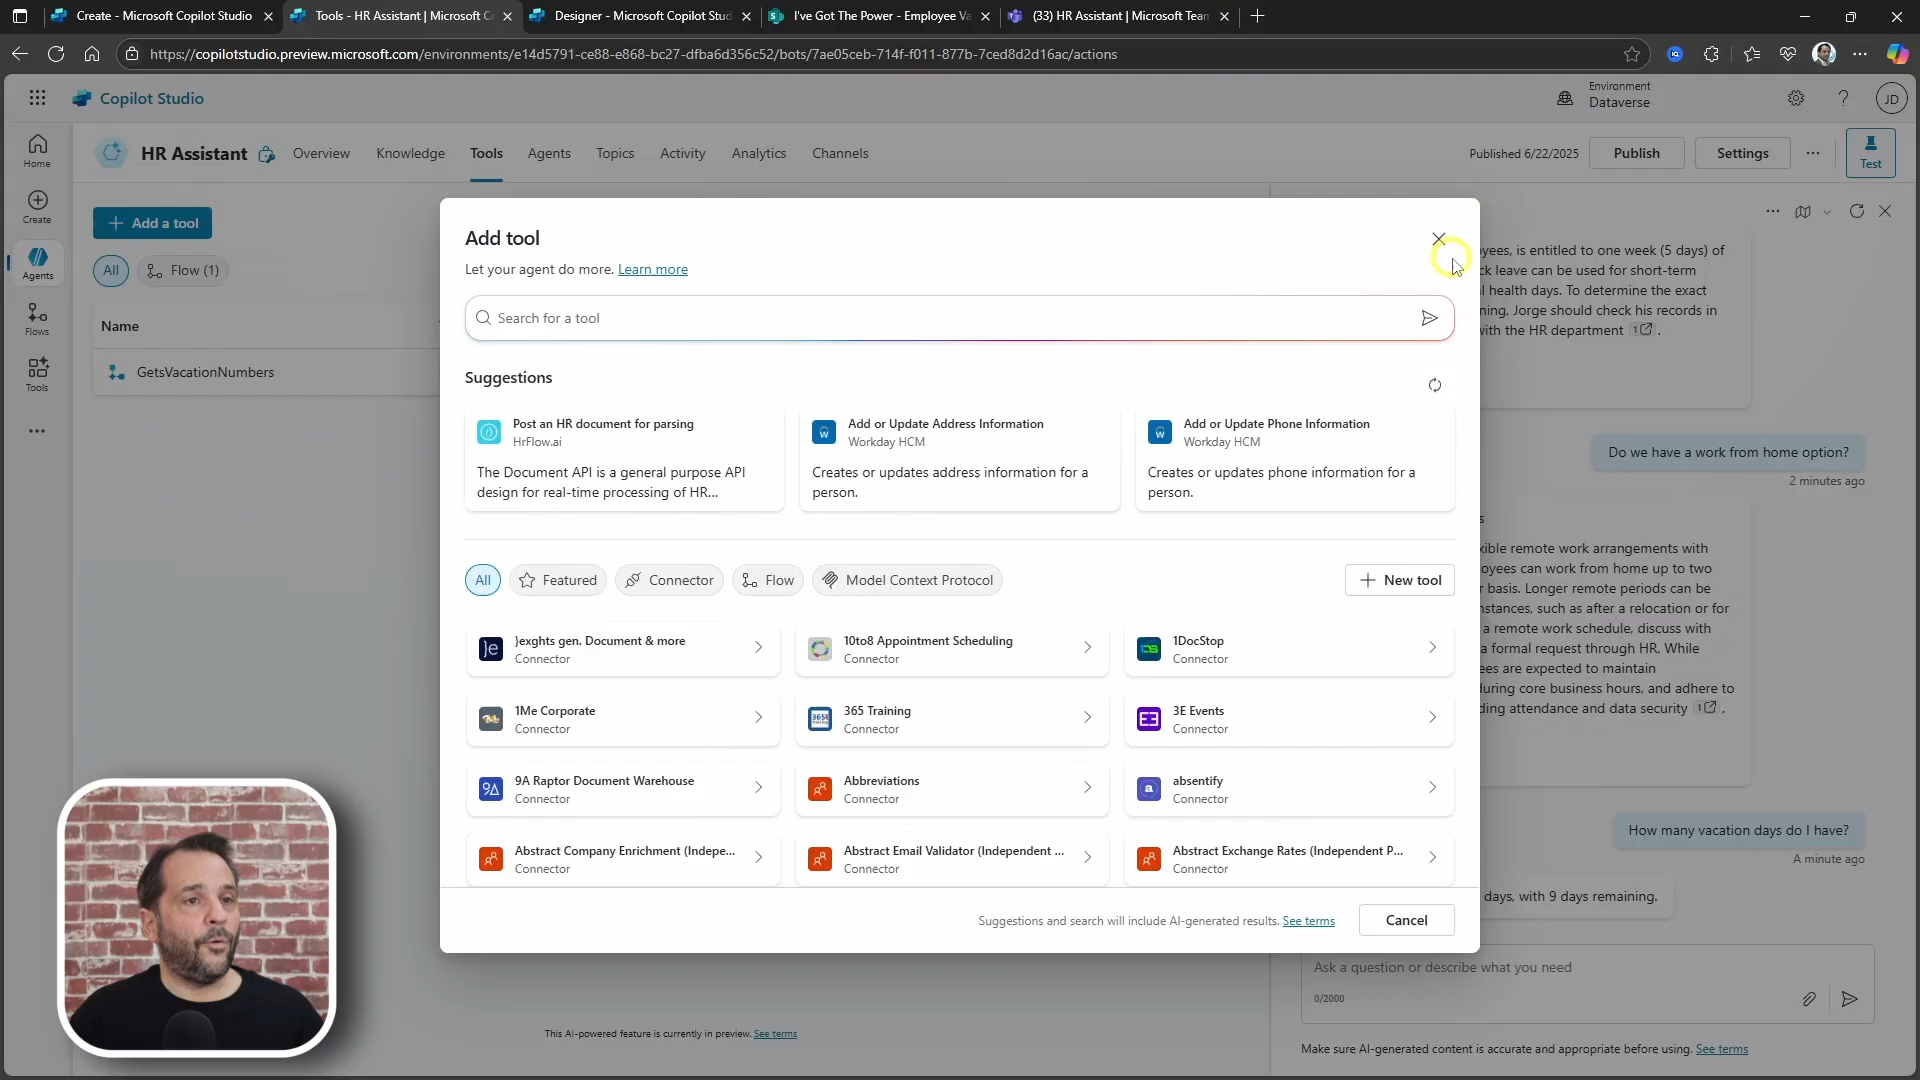 Create - Microsoft Copilot Studio
Tools - HR Assistant | Microsoft C
Designer - Microsoft Copilot Stud
I've Got The Power - Employee Va
(33) HR Assistant | Microsoft Team
https://copilotstudio.preview.microsoft.com/environments/e14d5791-ce88-e868-bc27-dfba6d356c52/bots/7ae05ceb-714f-f011-877b-7ced8d2d16ac/actions
Copilot Studio
Environment
Dataverse
JD
Home
Create
Agents
Flows
Tools
HR Assistant
Overview
Knowledge
Tools
Agents
Topics
Activity
Analytics
Channels
Published 6/22/2025
Publish
Settings
Test
Add a tool
All
Flow (1)
Name
GetsVacationNumbers
Add tool
Let your agent do more. Learn more
Search for a tool
Suggestions
Post an HR document for parsing
HrFlow.ai
The Document API is a general purpose API
design for real-time processing of HR...
Add or Update Address Information
Workday HCM
Creates or updates address information for a
person.
Add or Update Phone Information
Workday HCM
Creates or updates phone information for a
person.
All
Featured
Connector
Flow
Model Context Protocol
New tool
}exghts gen. Document & more
Connector
10to8 Appointment Scheduling
Connector
1DocStop
Connector
1Me Corporate
Connector
365 Training
Connector
3E Events
Connector
9A Raptor Document Warehouse
Connector
Abbreviations
Connector
absentify
Connector
Abstract Company Enrichment (Indepe...
Connector
Abstract Email Validator (Independent ...
Connector
Abstract Exchange Rates (Independent P...
Connector
Suggestions and search will include AI-generated results. See terms
Cancel
This AI-powered feature is currently in preview. See terms
yees, is entitled to one week (5 days) of
ck leave can be used for short-term
l health days. To determine the exact
ning, Jorge should check his records in
with the HR department 1
Do we have a work from home option?
2 minutes ago
s
xible remote work arrangements with
oyees can work from home up to two
r basis. Longer remote periods can be
nstances, such as after a relocation or for
a remote work schedule, discuss with
a formal request through HR. While
ees are expected to maintain
during core business hours, and adhere to
ding attendance and data security 1 .
How many vacation days do I have?
A minute ago
days, with 9 days remaining.
Ask a question or describe what you need
0/2000
Make sure AI-generated content is accurate and appropriate before using. See terms